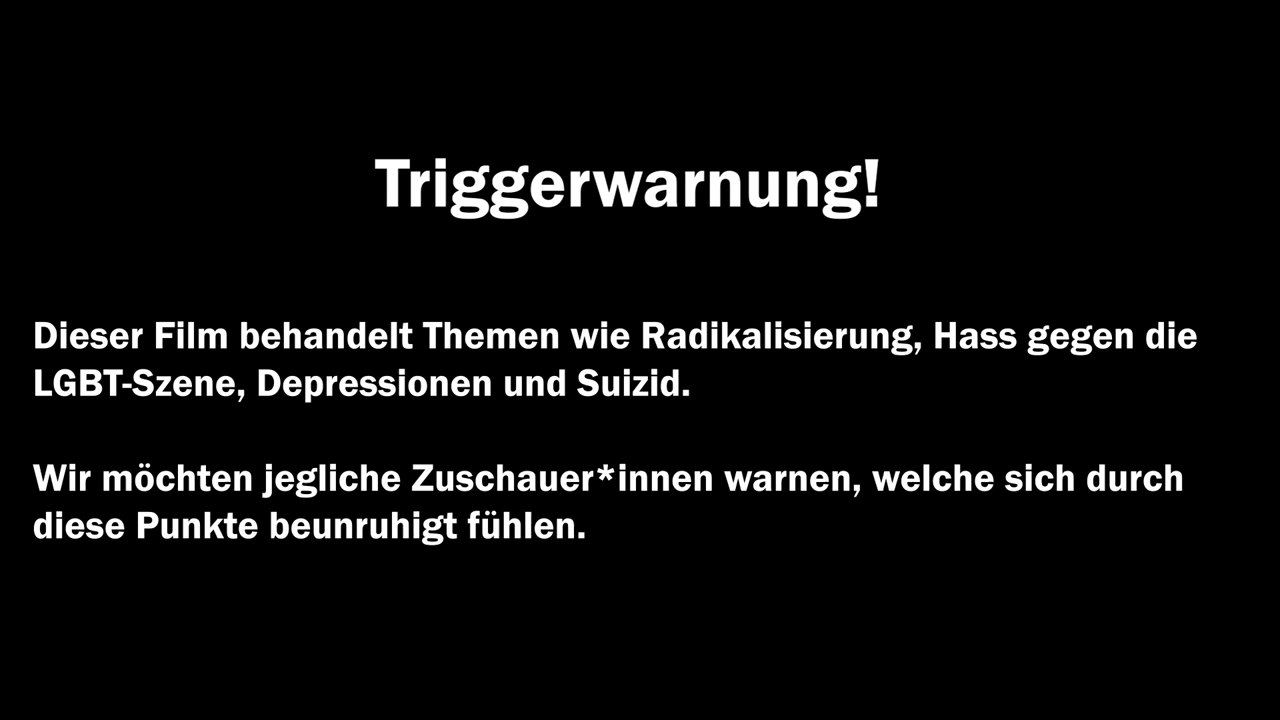 Triggerwarnung!
Dieser Film behandelt Themen wie Radikalisierung, Hass gegen die
LGBT-Szene, Depressionen und Suizid.
Wir möchten jegliche Zuschauer*innen warnen, welche sich durch
diese Punkte beunruhigt fühlen.